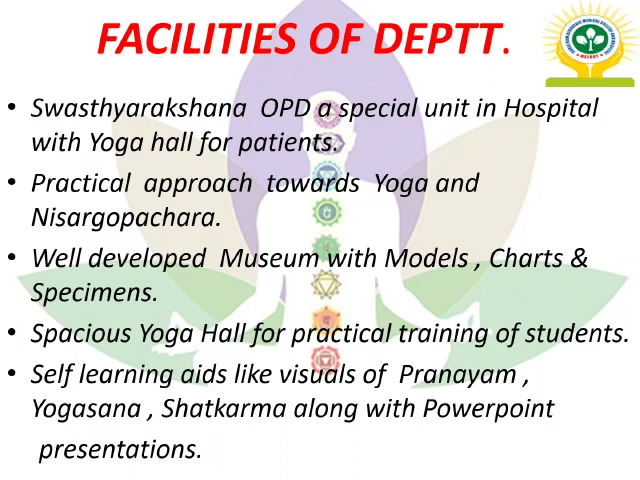 FACILITIES OF DEPTT.
• Swasthyarakshana OPD a special unit in Hospital
with Yoga hall for patients.
• Practical approach towards Yoga and
Nisargopachara.
• Well developed Museum with Models , Charts &
Specimens.
• Spacious Yoga Hall for practical training of students.
• Self learning aids like visuals of Pranayam ,
Yogasana , Shatkarma along with Powerpoint
presentations.